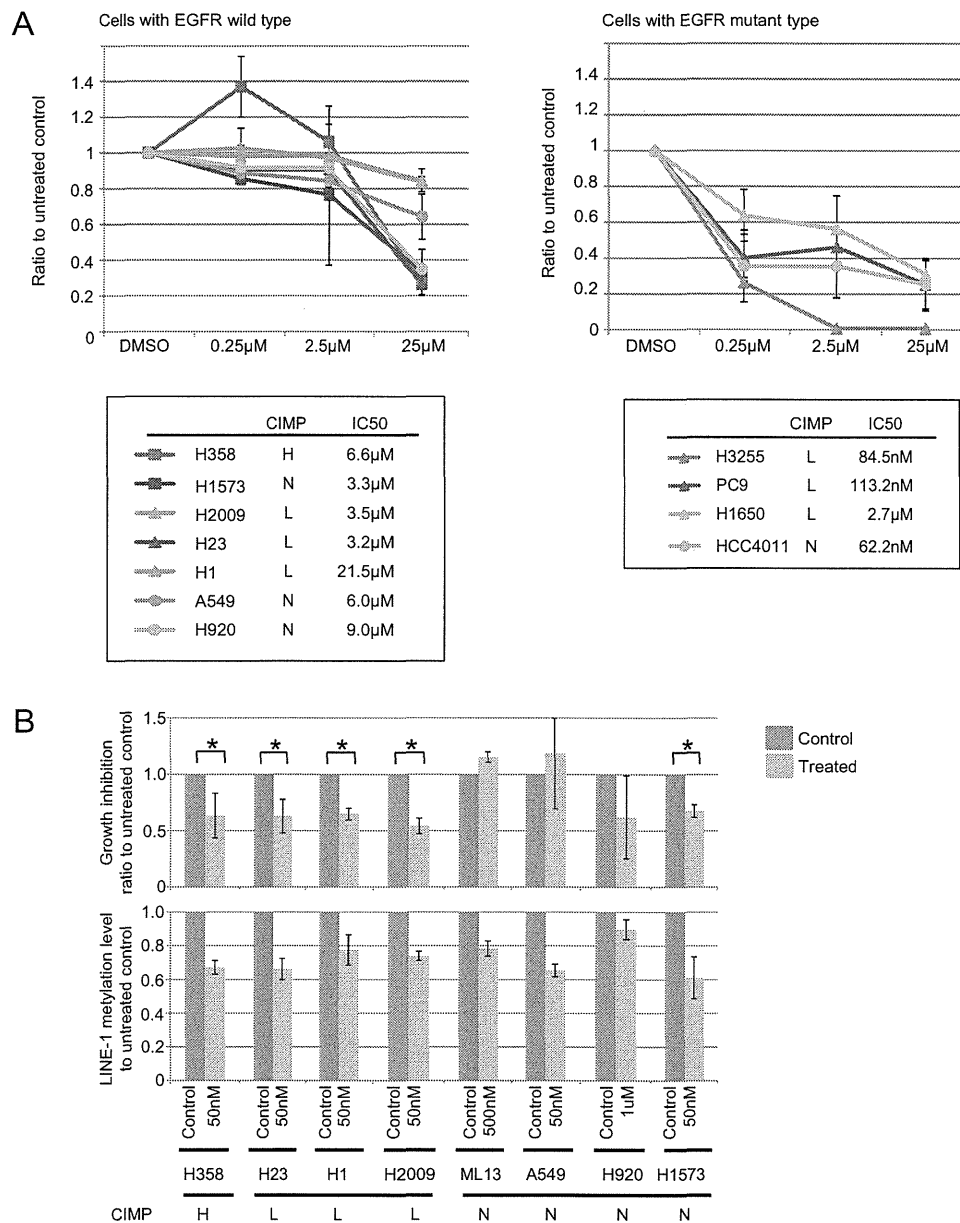 A
Cells with EGFR wild type
Ratio to untreated control
1.4
1.2
1
0.8
0.6
0.4
0.2
0
DMSO 0.25μM 2.5μM 25μM
CIMP IC50
H358 H 6.6μM
H1573 N 3.3μM
H2009 L 3.5μM
H23 L 3.2μM
H1 L 21.5μM
A549 N 6.0μM
H920 N 9.0μM
Cells with EGFR mutant type
Ratio to untreated control
1.4
1.2
1
0.8
0.6
0.4
0.2
0
DMSO 0.25μM 2.5μM 25μM
CIMP IC50
H3255 L 84.5nM
PC9 L 113.2nM
H1650 L 2.7μM
HCC4011 N 62.2nM
B
Growth inhibition
ratio to untreated control
1.5
1.0
0.5
0
* * * * *
Control
Treated
LINE-1 metylation level
to untreated control
1.0
0.8
0.6
0.4
0.2
0
Control 50nM Control 50nM Control 50nM Control 50nM Control 500nM Control 50nM Control 1uM Control 50nM
H358 H23 H1 H2009 ML13 A549 H920 H1573
CIMP H L L L N N N N